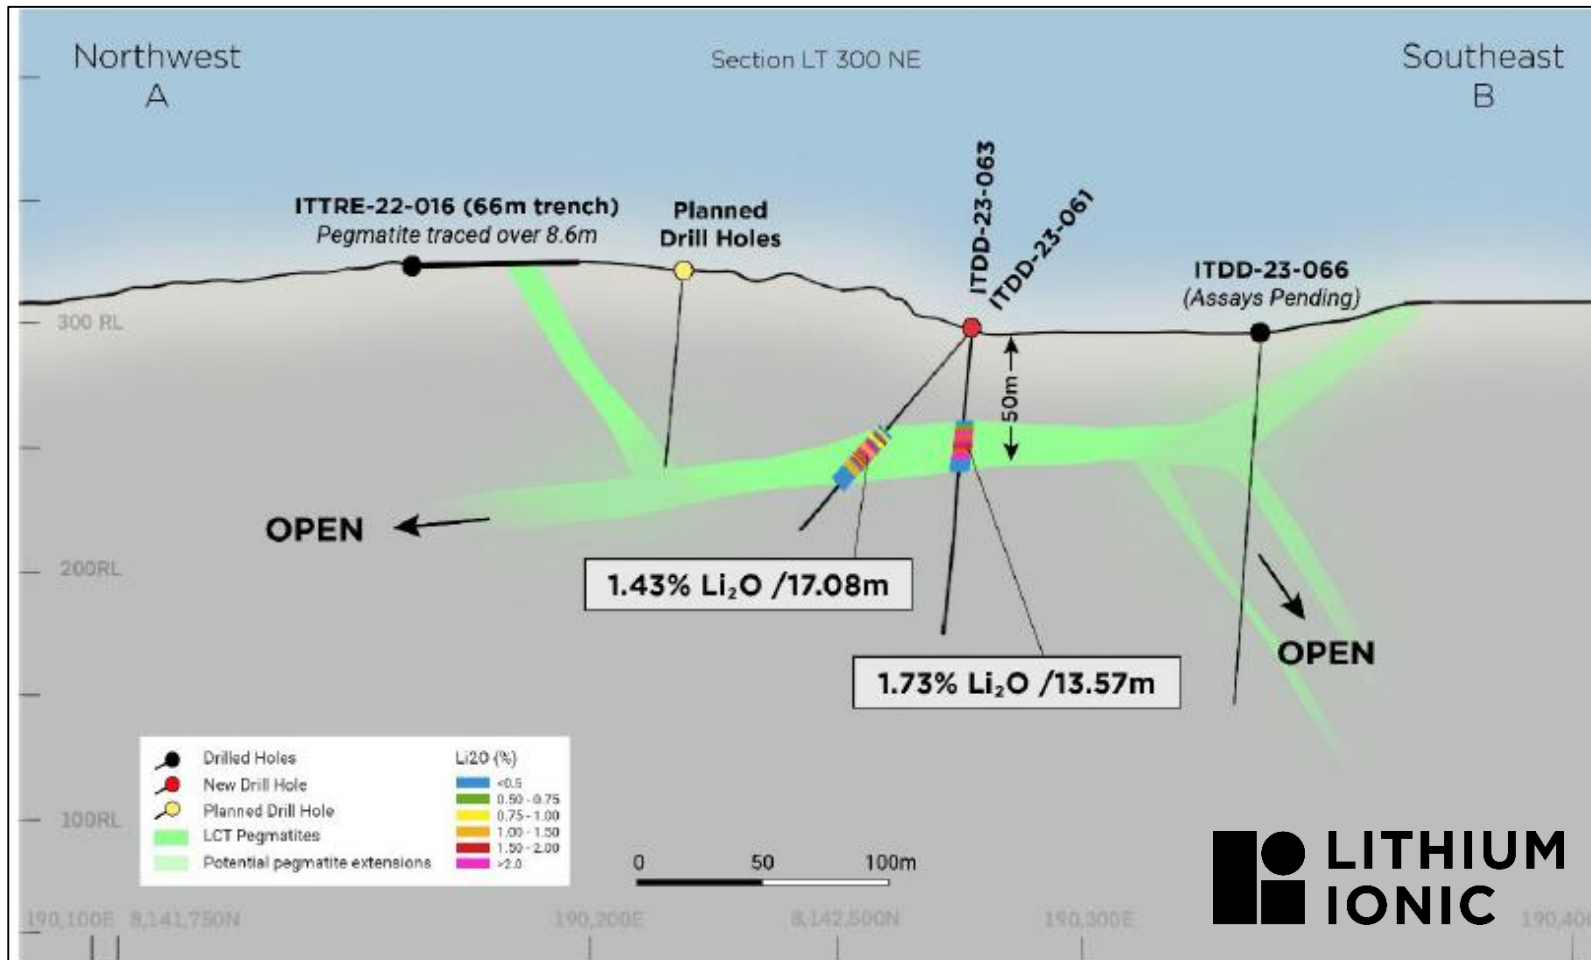 Northwest
A
Section LT 300 NE
Southeast
B
ITTRE-22-016 (66m trench)
Pegmatite traced over 8.6m
Planned
Drill Holes
ITDD-23-063
ITDD-23-061
ITDD-23-066
(Assays Pending)
300 RL
50m
OPEN
200RL
1.43% Li₂O /17.08m
OPEN
1.73% Li₂O /13.57m
Drilled Holes
New Drill Hole
Planned Drill Hole
LCT Pegmatites
Potential pegmatite extensions
Li2O (%)
<0.5
0.50 - 0.75
0.75 - 1.00
1.00 - 1.50
1.50 - 2.00
>2.0
100RL
0 50 100m
LITHIUM
IONIC
190,100E 8,141,750N 190,200E 8,142,500N 190,300E 190,400